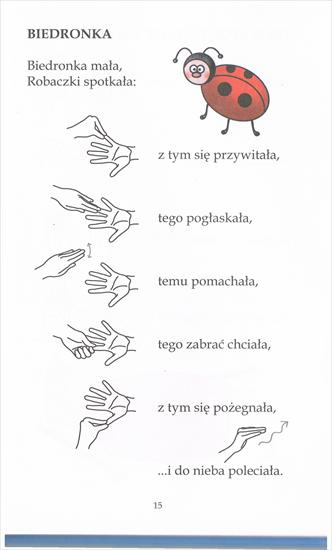 BIEDRONKA
Biedronka mała,
Robaczki spotkała:
z tym się przywitała,
tego pogłaskała,
temu pomachała,
tego zabrać chciała,
z tym się pożegnała,
...i do nieba poleciała.
15